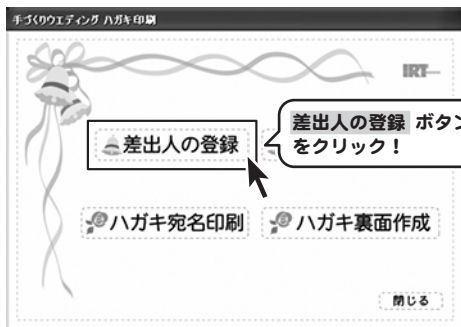 手づくりウエディング ハガキ印刷
IRT
差出人の登録
差出人の登録 ボタン
をクリック！
ハガキ宛名印刷
ハガキ裏面作成
閉じる